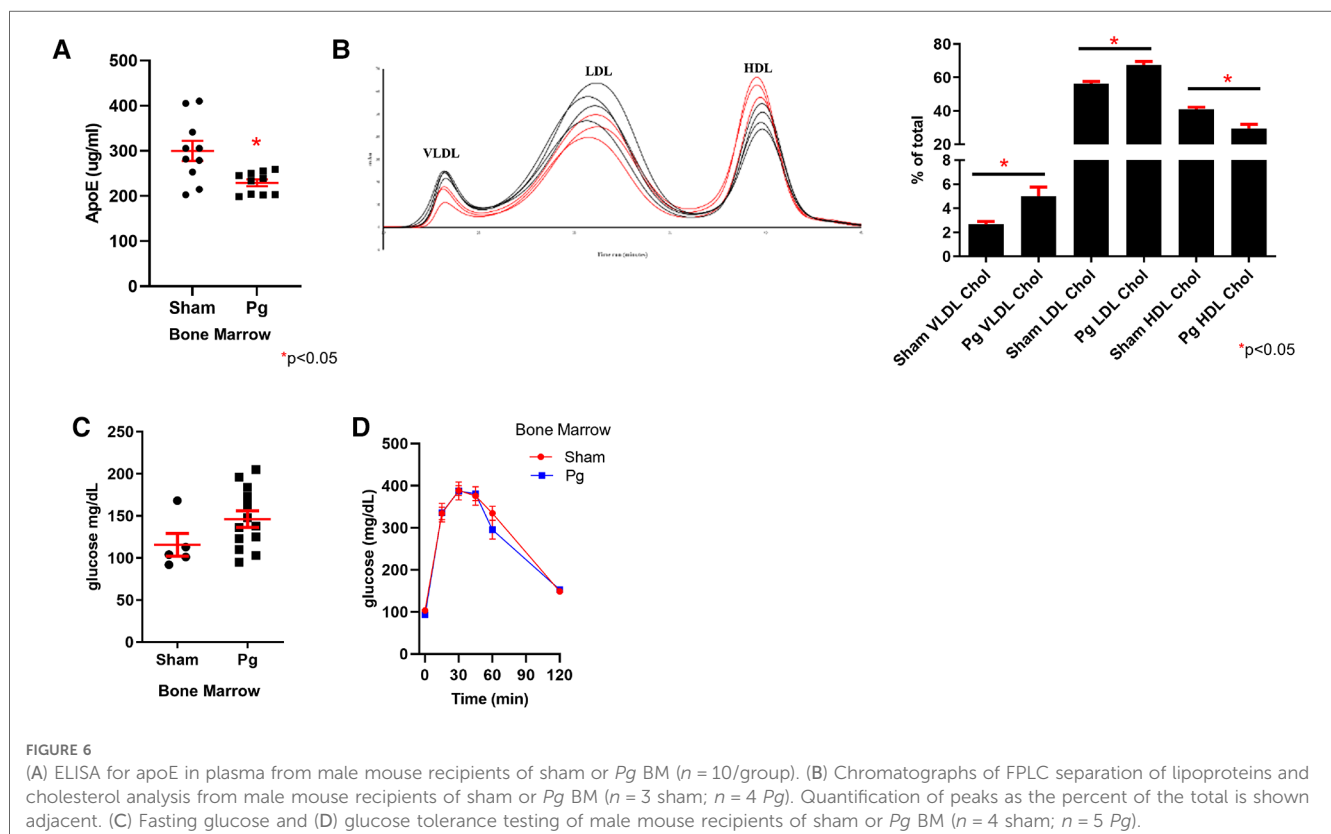 A
500
400
300
200
100
0
ApoE (ug/ml)
*
Sham Pg
Bone Marrow
*p<0.05
B
VLDL
LDL
HDL
Time run (minutes)
80
60
40
20
8
6
4
2
0
% of total
*
*
*
Sham VLDL Chol
Pg VLDL Chol
Sham LDL Chol
Pg LDL Chol
Sham HDL Chol
Pg HDL Chol
*p<0.05
C
250
200
150
100
50
0
glucose mg/dL
Sham Pg
Bone Marrow
D
Bone Marrow
Sham
Pg
500
400
300
200
100
0
glucose (mg/dL)
0 30 60 90 120
Time (min)
FIGURE 6
(A) ELISA for apoE in plasma from male mouse recipients of sham or Pg BM (n = 10/group). (B) Chromatographs of FPLC separation of lipoproteins and
cholesterol analysis from male mouse recipients of sham or Pg BM (n = 3 sham; n = 4 Pg). Quantification of peaks as the percent of the total is shown
adjacent. (C) Fasting glucose and (D) glucose tolerance testing of male mouse recipients of sham or Pg BM (n = 4 sham; n = 5 Pg).